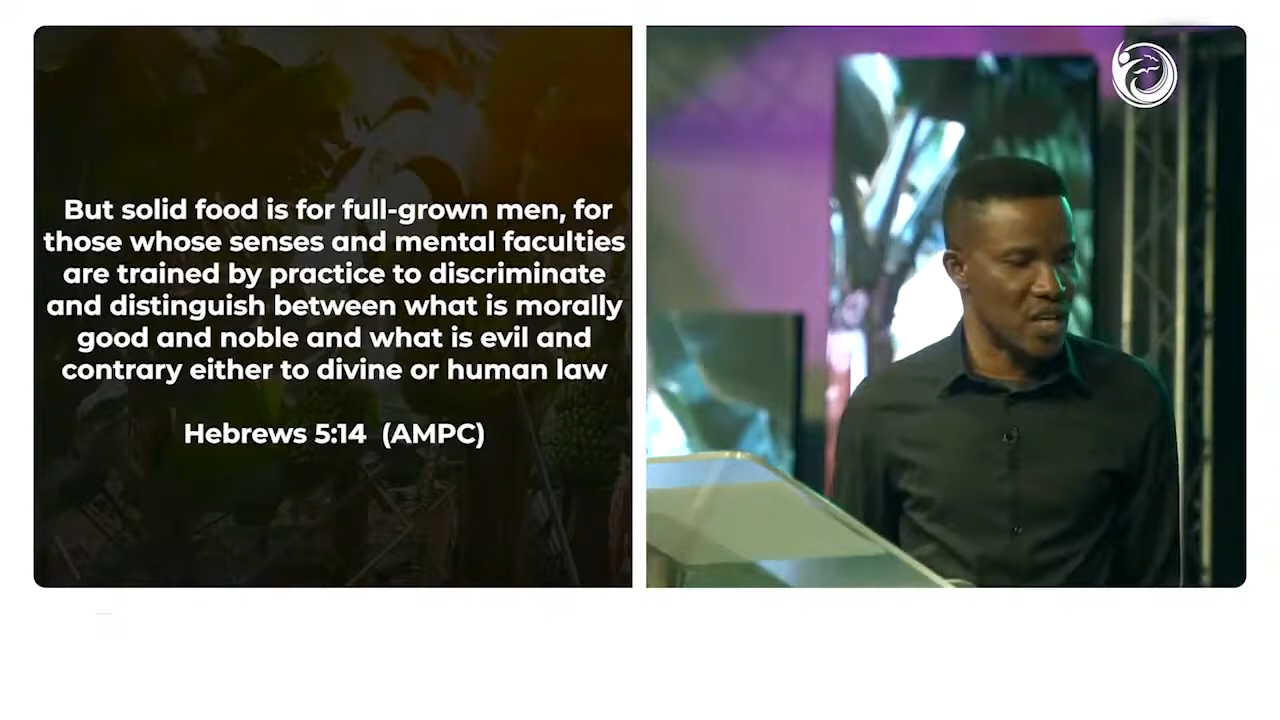 But solid food is for full-grown men, for
those whose senses and mental faculties
are trained by practice to discriminate
and distinguish between what is morally
good and noble and what is evil and
contrary either to divine or human law
Hebrews 5:14 (AMPC)